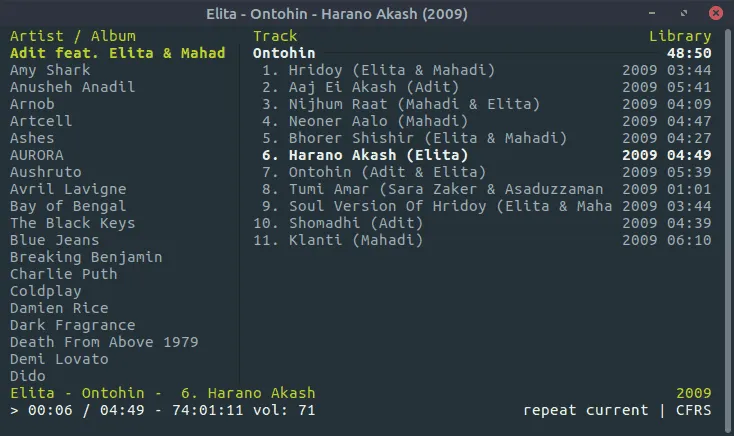 Elita - Ontohin - Harano Akash (2009)
Artist / Album Track Library
Adit feat. Elita & Mahad Ontohin 48:50
Amy Shark 1. Hridoy (Elita & Mahadi) 2009 03:44
Anusheh Anadil 2. Aaj Ei Akash (Adit) 2009 05:41
Arnob 3. Nijhum Raat (Mahadi & Elita) 2009 04:09
Artcell 4. Neoner Aalo (Mahadi) 2009 04:47
Ashes 5. Bhorer Shishir (Elita & Mahadi) 2009 04:27
AURORA 6. Harano Akash (Elita) 2009 04:49
Aushruto 7. Ontohin (Adit & Elita) 2009 05:39
Avril Lavigne 8. Tumi Amar (Sara Zaker & Asaduzzaman 2009 01:01
Bay of Bengal 9. Soul Version Of Hridoy (Elita & Maha 2009 03:44
The Black Keys 10. Shomadhi (Adit) 2009 04:39
Blue Jeans 11. Klanti (Mahadi) 2009 06:10
Breaking Benjamin
Charlie Puth
Coldplay
Damien Rice
Dark Fragrance
Death From Above 1979
Demi Lovato
Dido
Elita - Ontohin -  6. Harano Akash 2009
> 00:06 / 04:49 - 74:01:11 vol: 71 repeat current | CFRS